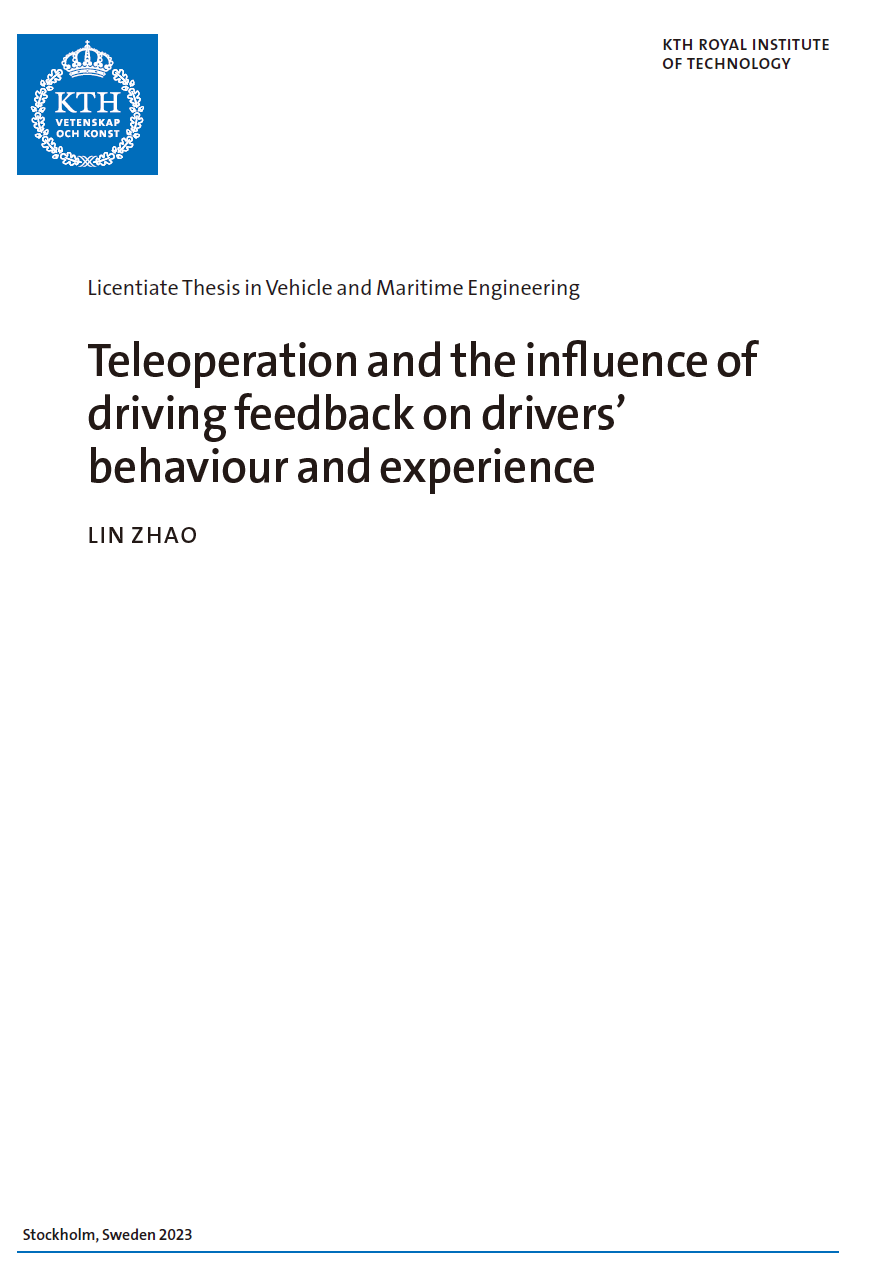 KTH
VETENSKAP
OCH KONST
KTH ROYAL INSTITUTE
OF TECHNOLOGY
Licentiate Thesis in Vehicle and Maritime Engineering
Teleoperation and the influence of
driving feedback on drivers’
behaviour and experience
LIN ZHAO
Stockholm, Sweden 2023